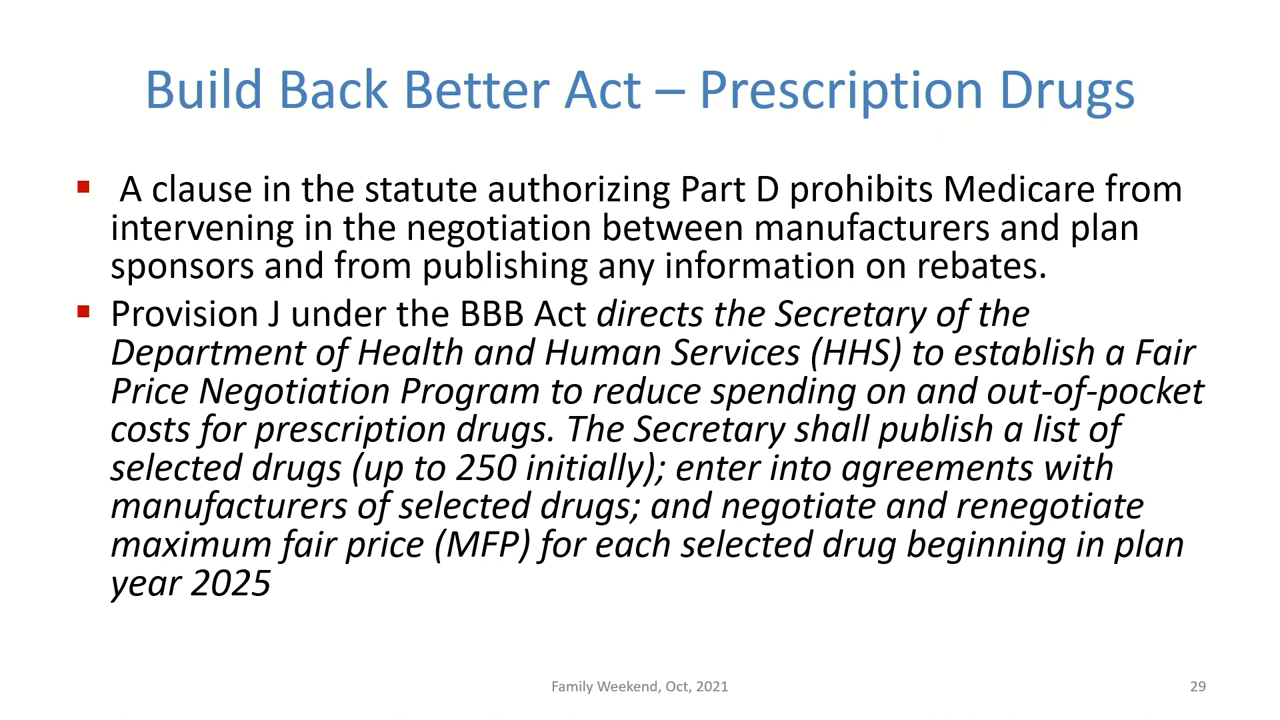 Build Back Better Act – Prescription Drugs
▪ A clause in the statute authorizing Part D prohibits Medicare from
intervening in the negotiation between manufacturers and plan
sponsors and from publishing any information on rebates.
▪ Provision J under the BBB Act directs the Secretary of the
Department of Health and Human Services (HHS) to establish a Fair
Price Negotiation Program to reduce spending on and out-of-pocket
costs for prescription drugs. The Secretary shall publish a list of
selected drugs (up to 250 initially); enter into agreements with
manufacturers of selected drugs; and negotiate and renegotiate
maximum fair price (MFP) for each selected drug beginning in plan
year 2025
Family Weekend, Oct, 2021
29